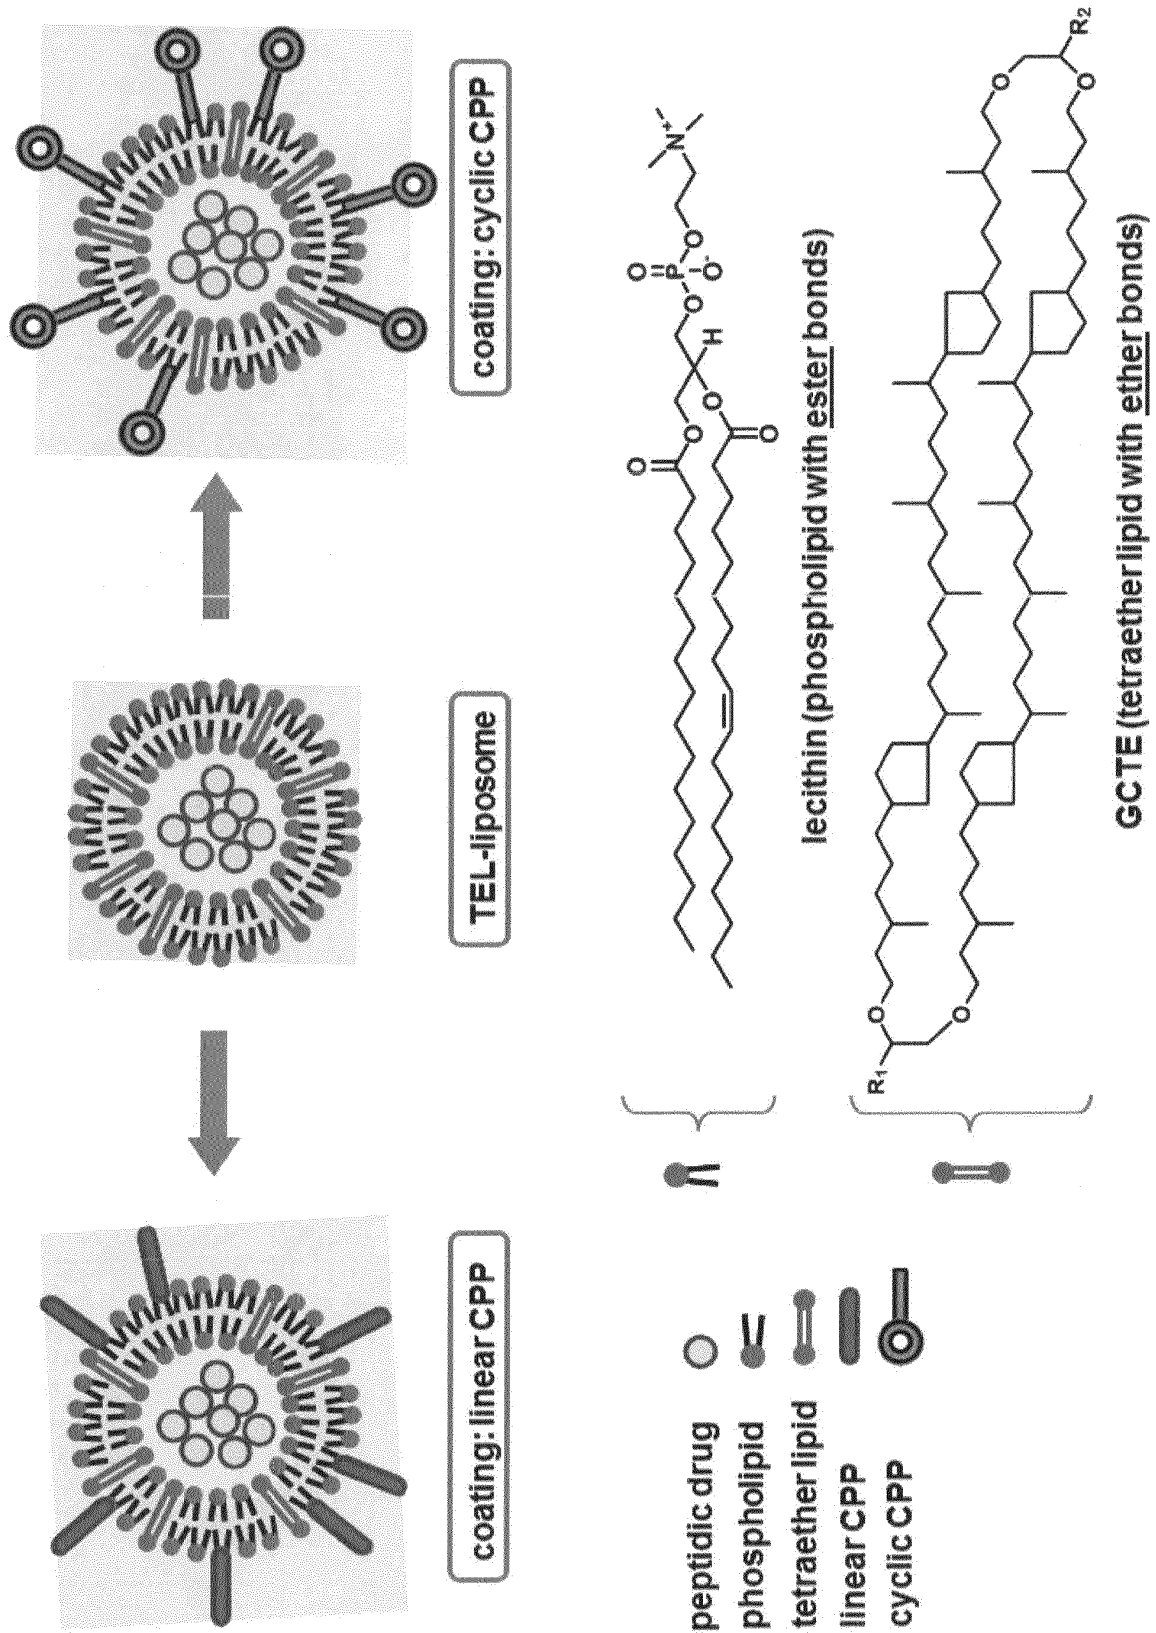 coating: linear CPP
TEL-liposome
coating: cyclic CPP
peptidic drug
phospholipid
tetraether lipid
linear CPP
cyclic CPP
O
O
O
O
H
O
O
P
O
O-
N+
lecithin (phospholipid with ester bonds)
R1
O
O
O
O
R2
GCTE (tetraether lipid with ether bonds)